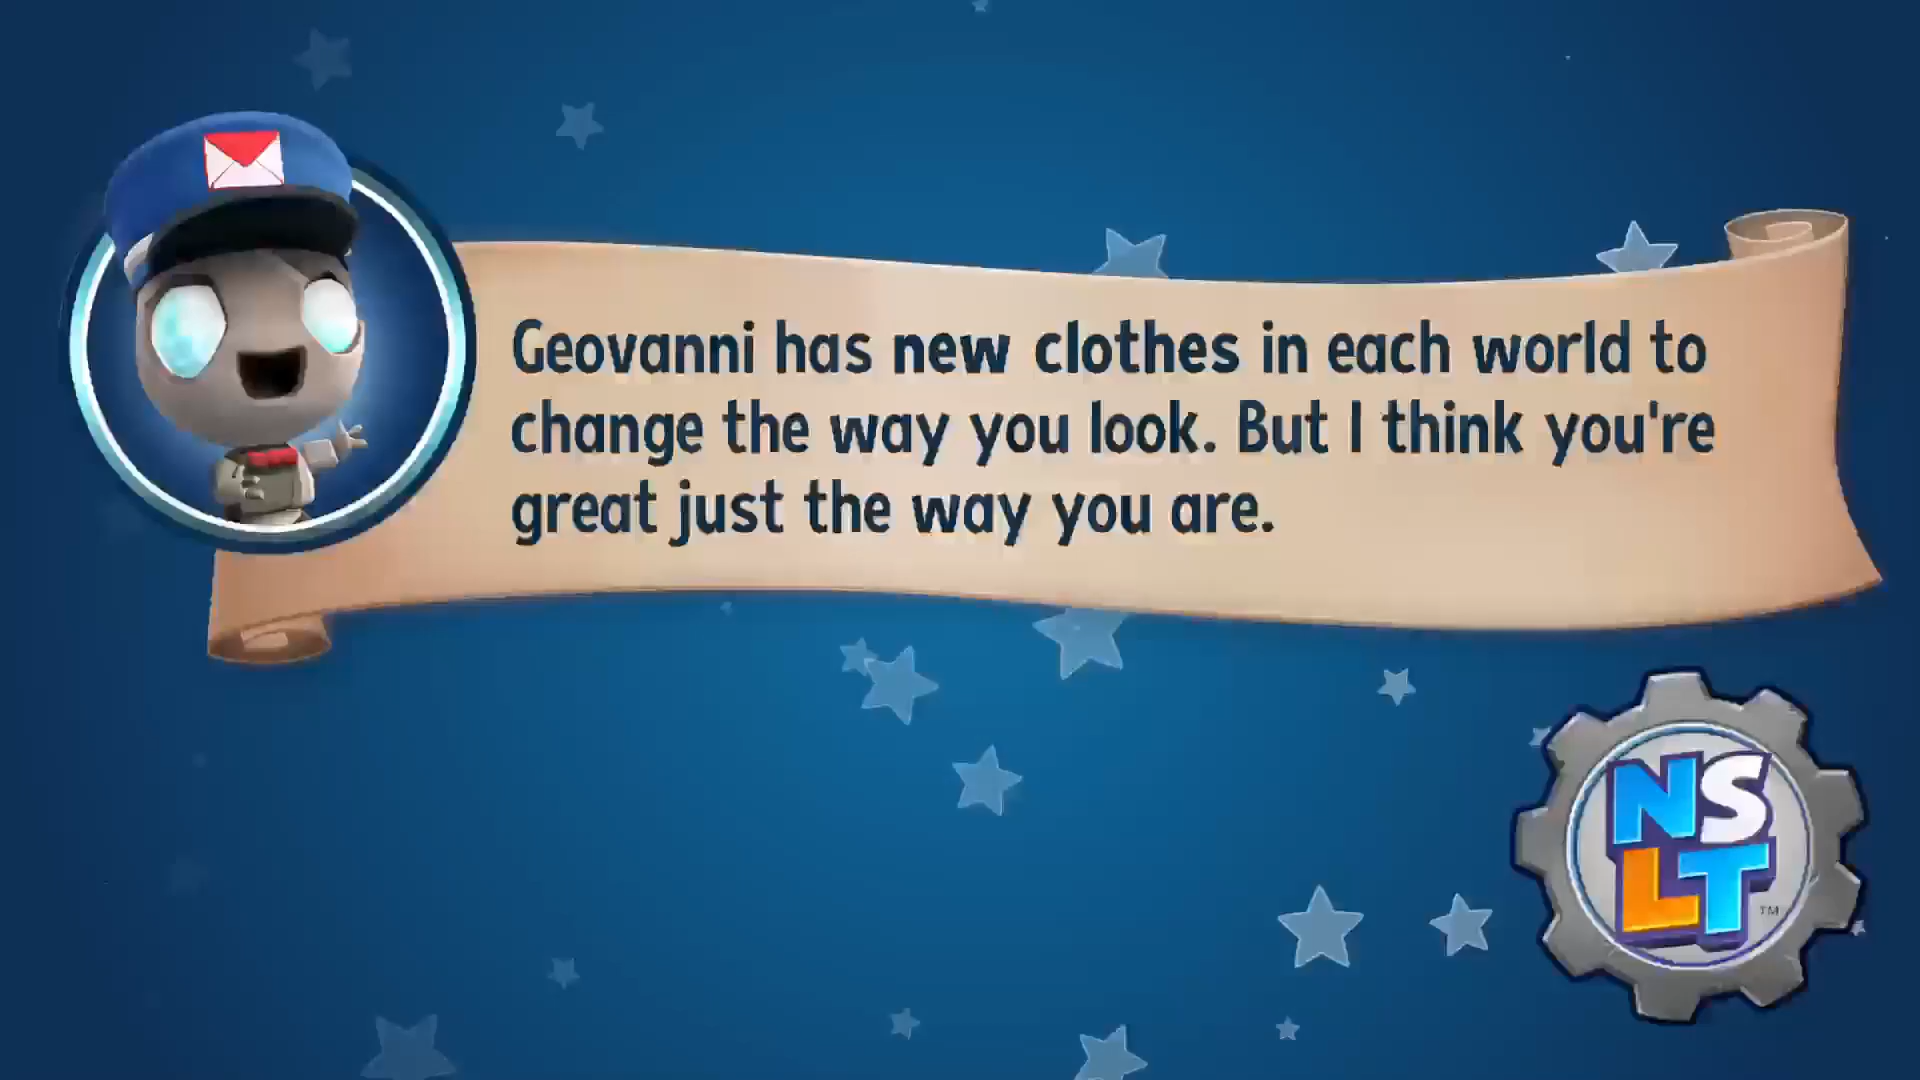 Geovanni has new clothes in each world to
change the way you look. But I think you're
great just the way you are.
NS
LT
TM